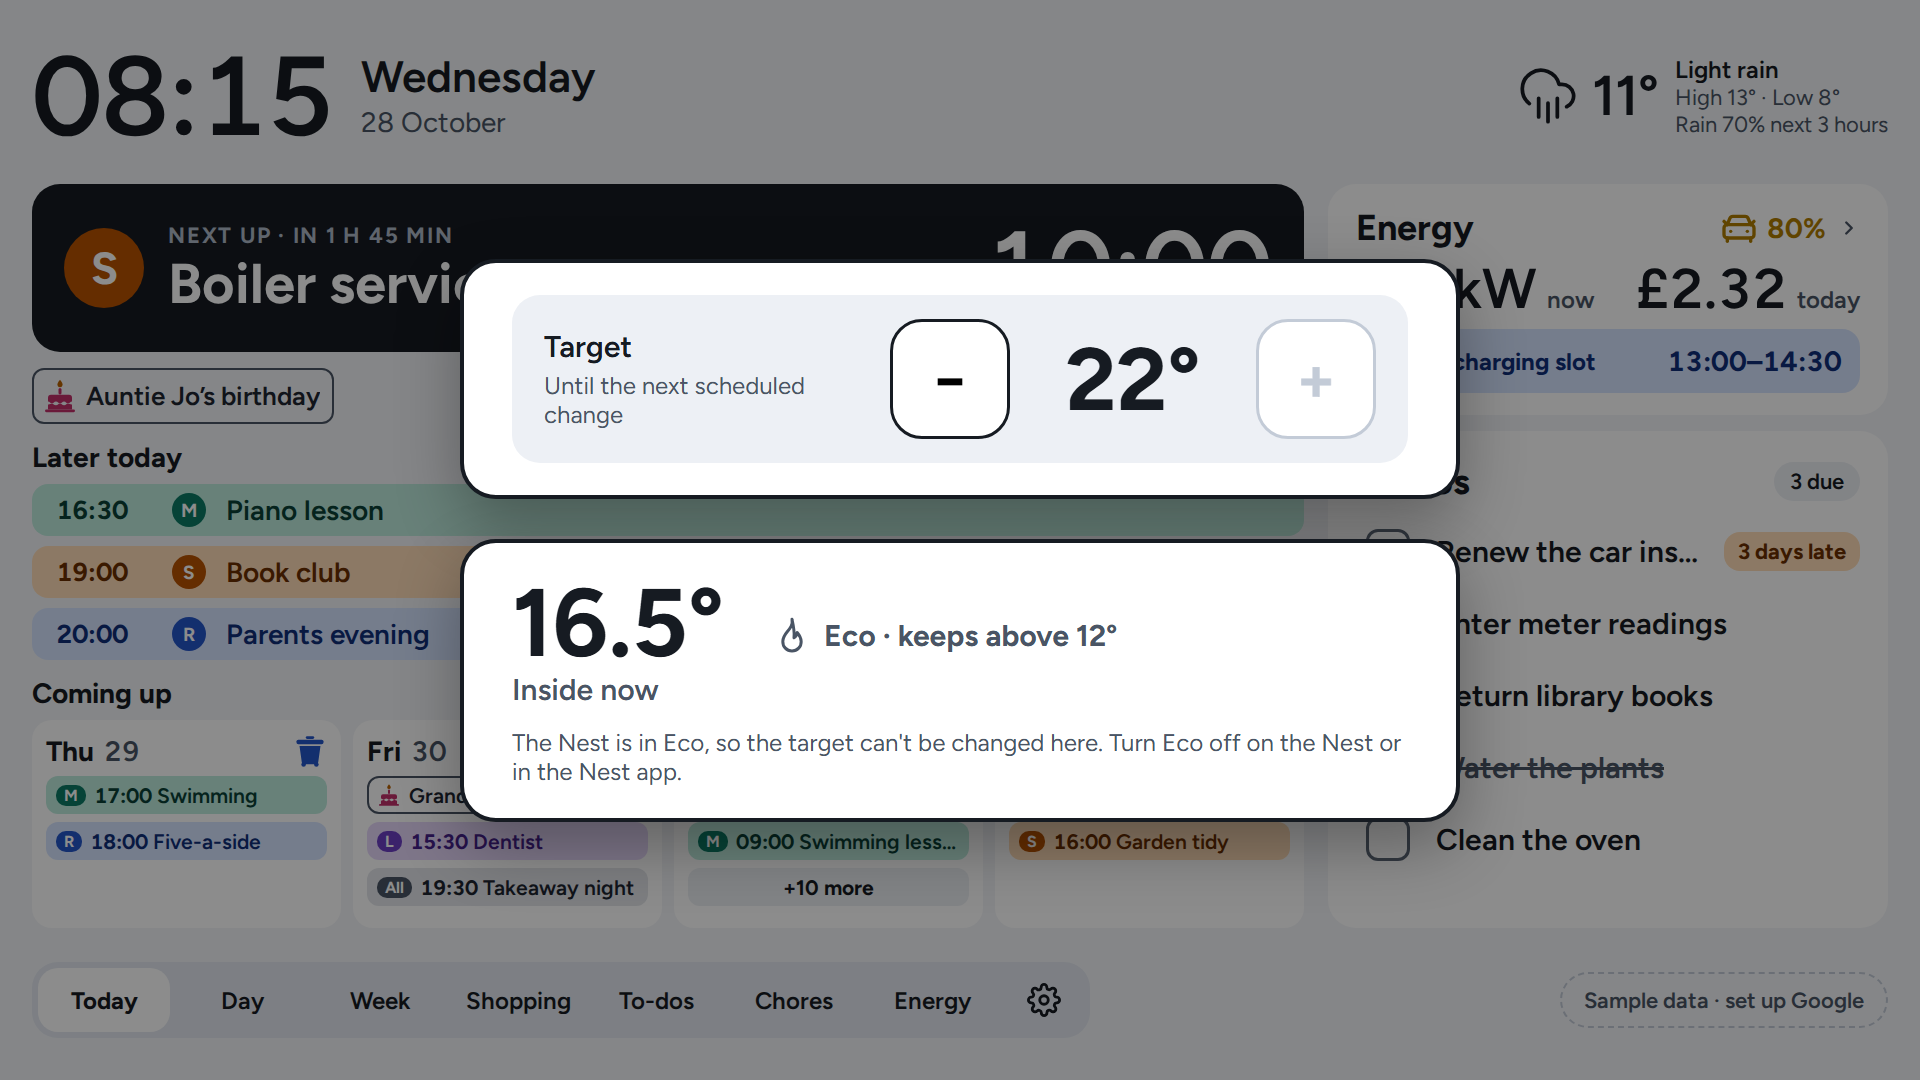 08:15
Wednesday
28 October
11°
Light rain
High 13° · Low 8°
Rain 70% next 3 hours
S
NEXT UP · IN 1 H 45 MIN
Boiler servic
10:00
Auntie Jo’s birthday
Later today
16:30 M Piano lesson
19:00 S Book club
20:00 R Parents evening
Coming up
Thu 29
M 17:00 Swimming
R 18:00 Five-a-side
Fri 30
L 15:30 Dentist
All 19:30 Takeaway night
M 09:00 Swimming less...
+10 more
S 16:00 Garden tidy
Target
Until the next scheduled
change
−
22°
+
16.5°
Inside now
Eco · keeps above 12°
The Nest is in Eco, so the target can't be changed here. Turn Eco off on the Nest or
in the Nest app.
Energy
80%
kW now
£2.32 today
charging slot
13:00–14:30
3 due
Renew the car ins...
3 days late
meter readings
library books
the plants
Clean the oven
Today
Day
Week
Shopping
To-dos
Chores
Energy
Sample data · set up Google